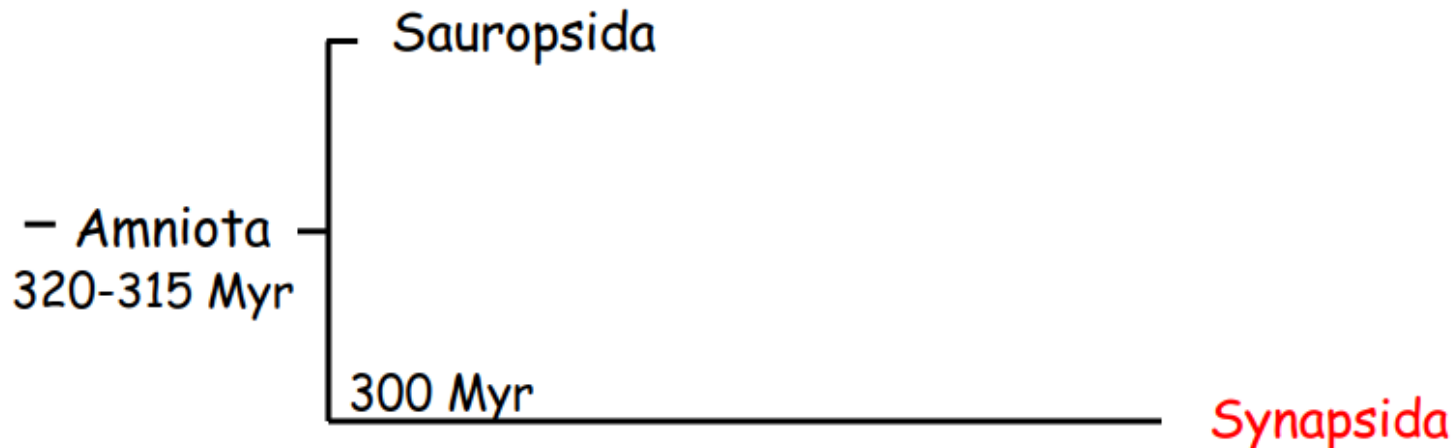 Sauropsida
– Amniota
320-315 Myr
300 Myr
Synapsida